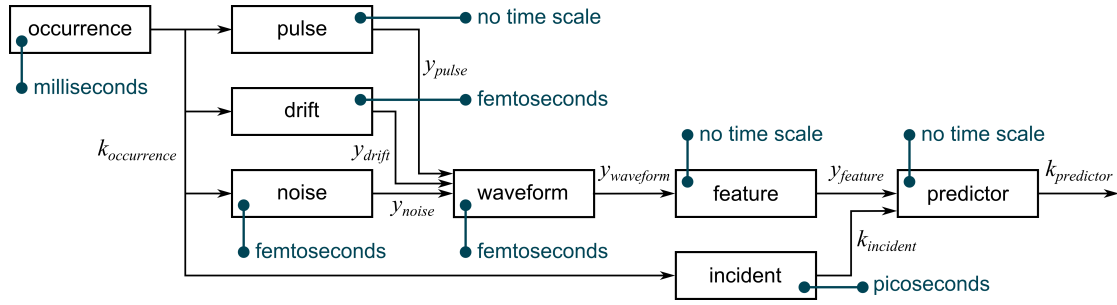 occurrence
pulse
no time scale
milliseconds
y_pulse
drift
femtoseconds
k_occurrence
y_drift
no time scale
no time scale
noise
y_noise
waveform
y_waveform
feature
y_feature
predictor
k_predictor
femtoseconds
femtoseconds
k_incident
incident
picoseconds